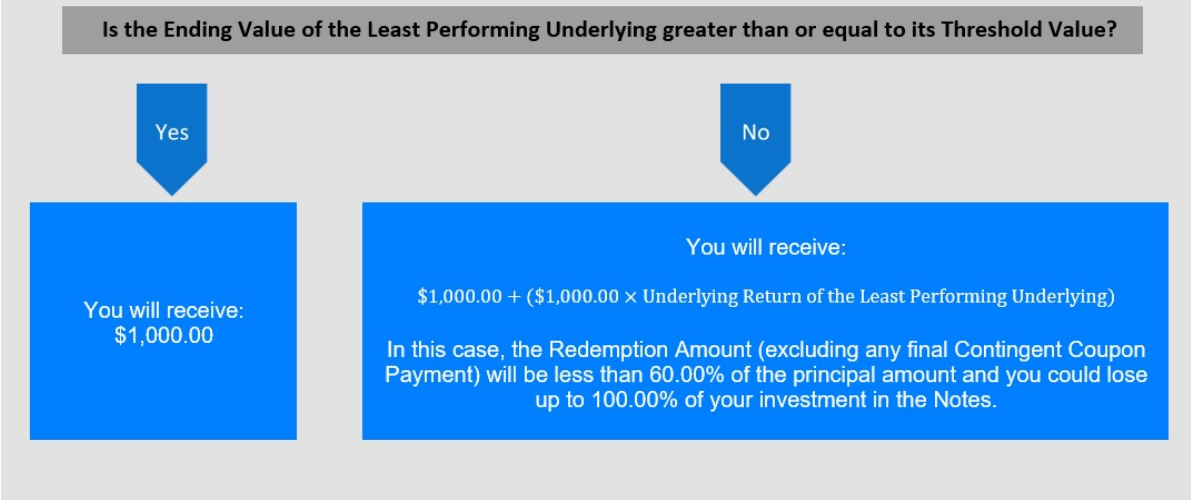 Is the Ending Value of the Least Performing Underlying greater than or equal to its Threshold Value?
Yes
No
You will receive:
$1,000.00
You will receive:
$1,000.00 + ($1,000.00 × Underlying Return of the Least Performing Underlying)
In this case, the Redemption Amount (excluding any final Contingent Coupon
Payment) will be less than 60.00% of the principal amount and you could lose
up to 100.00% of your investment in the Notes.